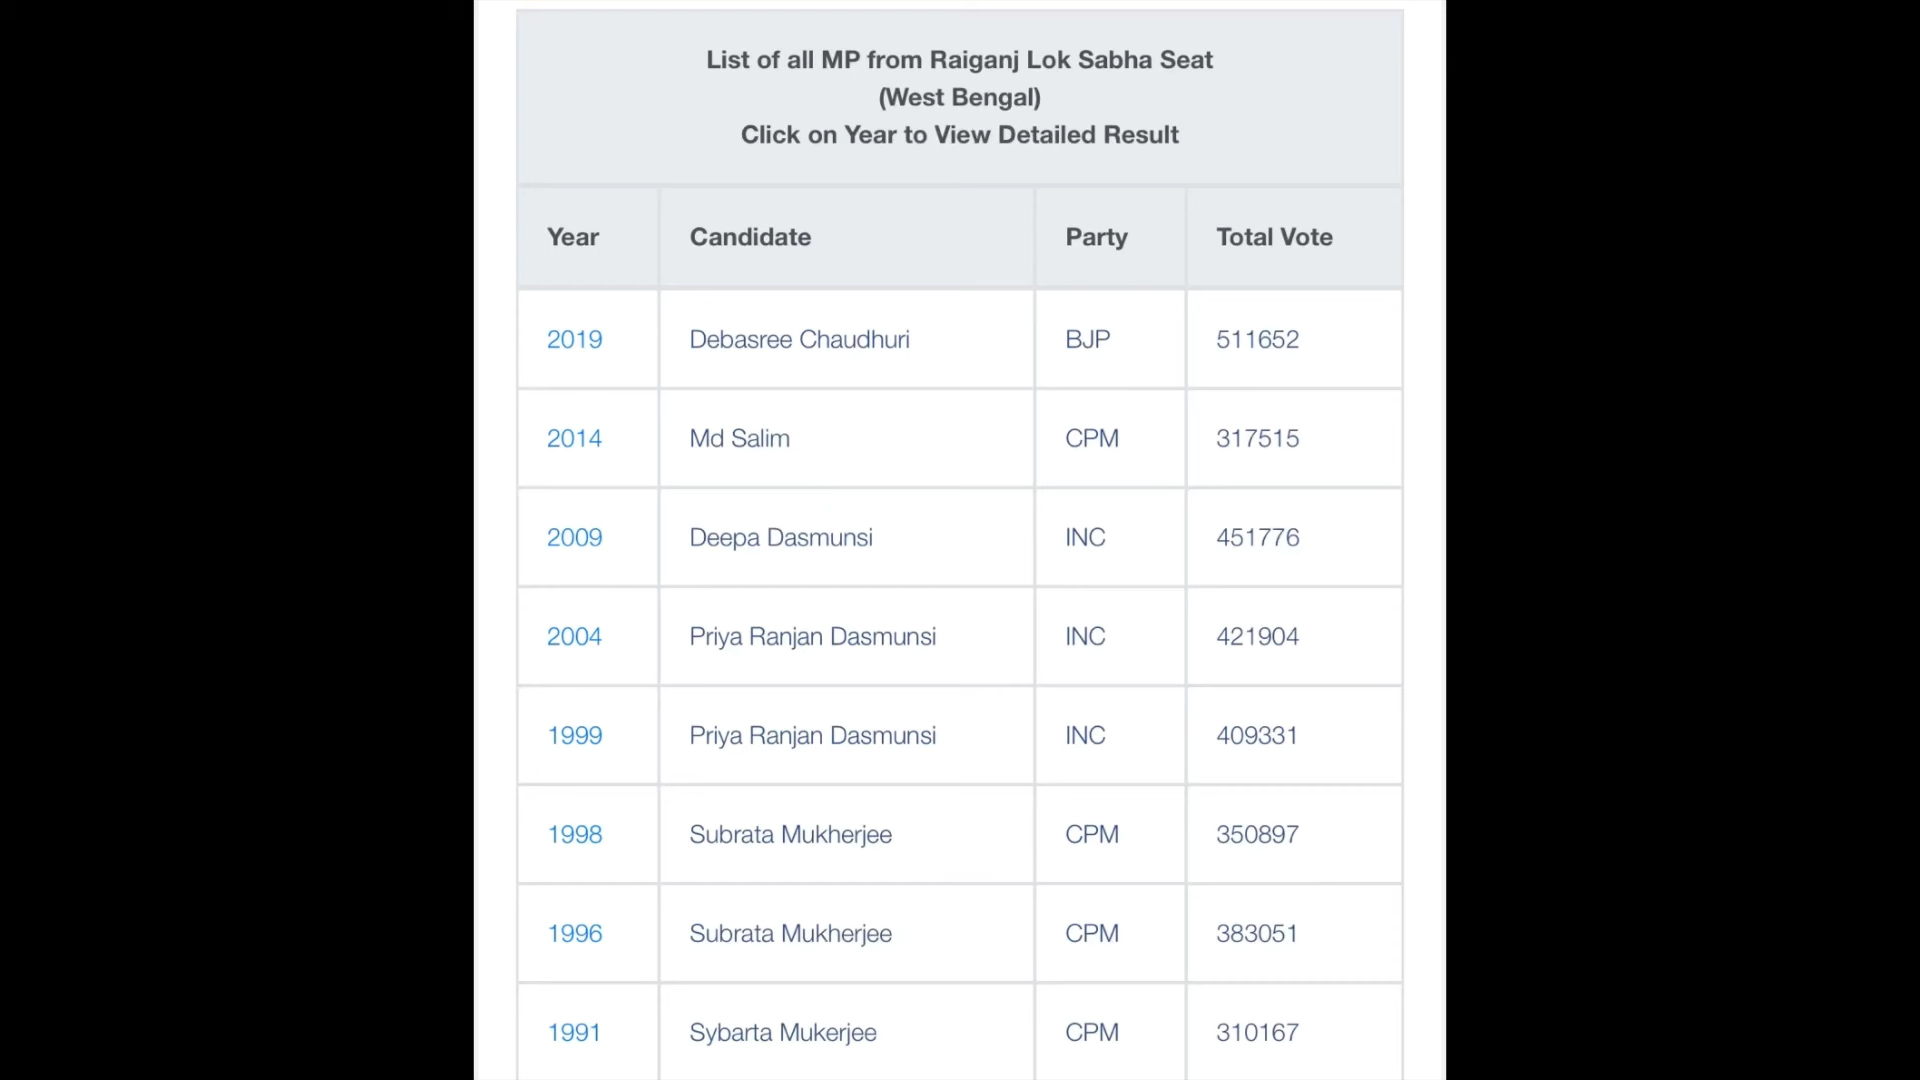 List of all MP from Raiganj Lok Sabha Seat
(West Bengal)
Click on Year to View Detailed Result
Year Candidate Party Total Vote
2019 Debasree Chaudhuri BJP 511652
2014 Md Salim CPM 317515
2009 Deepa Dasmunsi INC 451776
2004 Priya Ranjan Dasmunsi INC 421904
1999 Priya Ranjan Dasmunsi INC 409331
1998 Subrata Mukherjee CPM 350897
1996 Subrata Mukherjee CPM 383051
1991 Sybarta Mukerjee CPM 310167